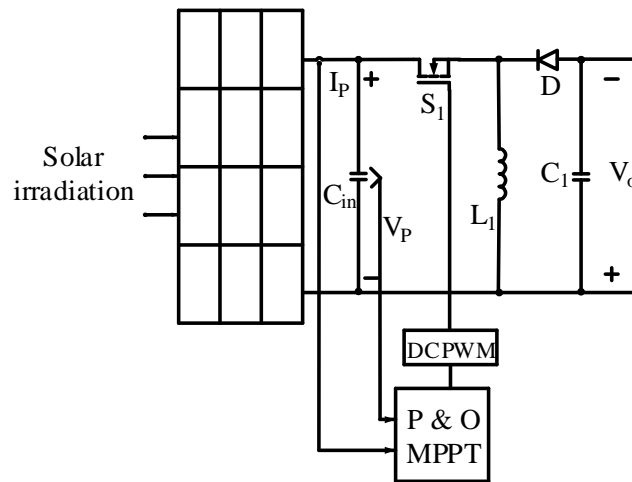 I_P
+
S_1
D
−
Solar
irradiation
C_in
V_P
L_1
C_1
V_o
−
+
DCPWM
P & O
MPPT